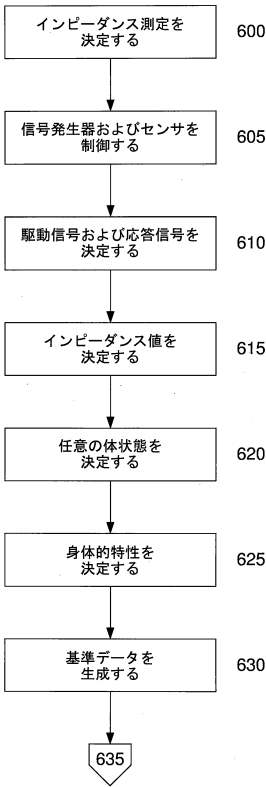 インピーダンス測定を
決定する
600
信号発生器およびセンサを
制御する
605
駆動信号および応答信号を
決定する
610
インピーダンス値を
決定する
615
任意の体状態を
決定する
620
身体的特性を
決定する
625
基準データを
生成する
630
635